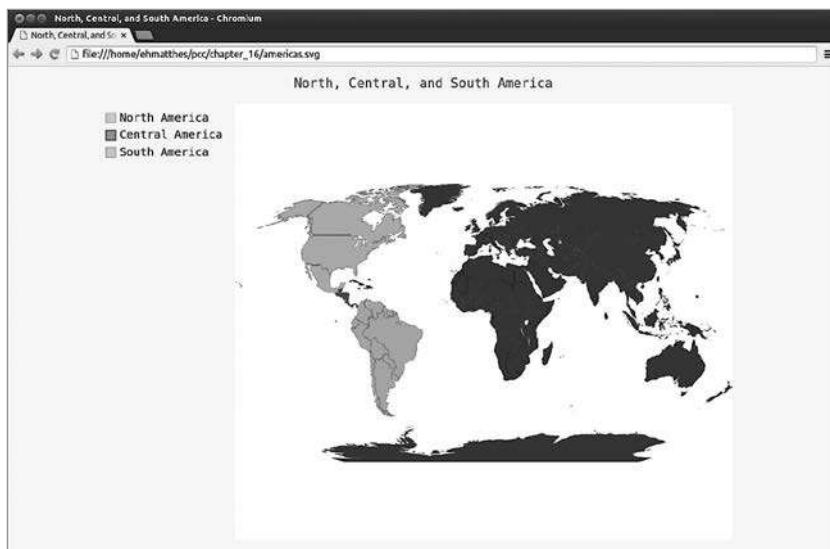 North, Central, and South America - Chromium
North, Central, and So
file:///home/ehmatthes/pcc/chapter_16/americas.svg
North, Central, and South America
North America
Central America
South America